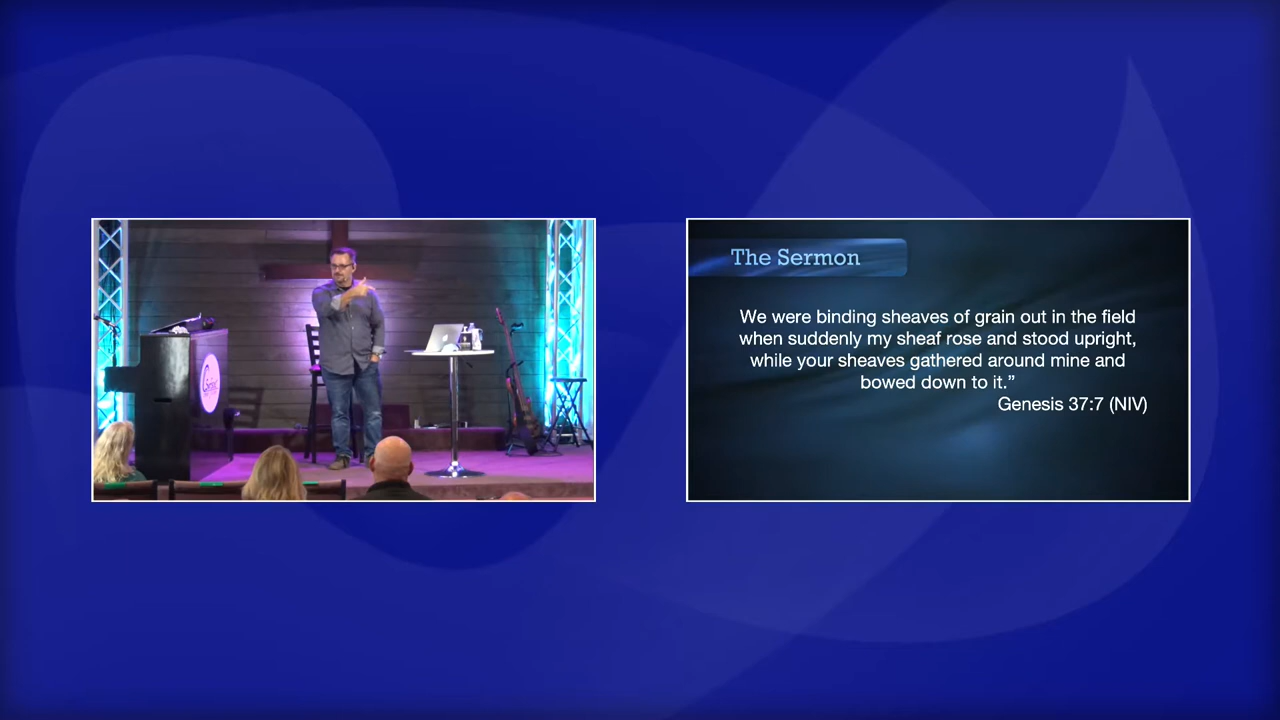 The Sermon
We were binding sheaves of grain out in the field
when suddenly my sheaf rose and stood upright,
while your sheaves gathered around mine and
bowed down to it.”
Genesis 37:7 (NIV)